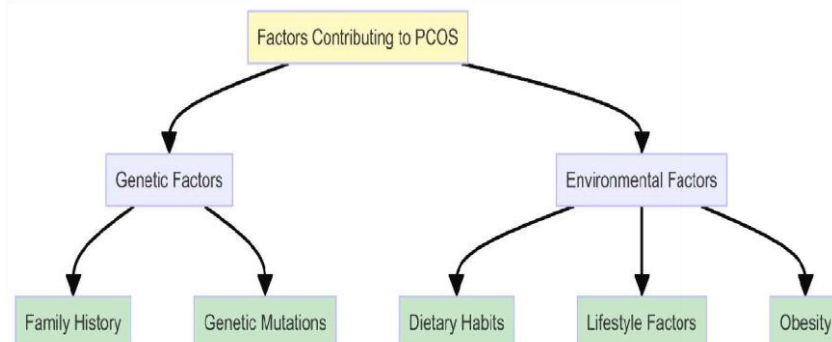 Factors Contributing to PCOS
Genetic Factors
Environmental Factors
Family History
Genetic Mutations
Dietary Habits
Lifestyle Factors
Obesity